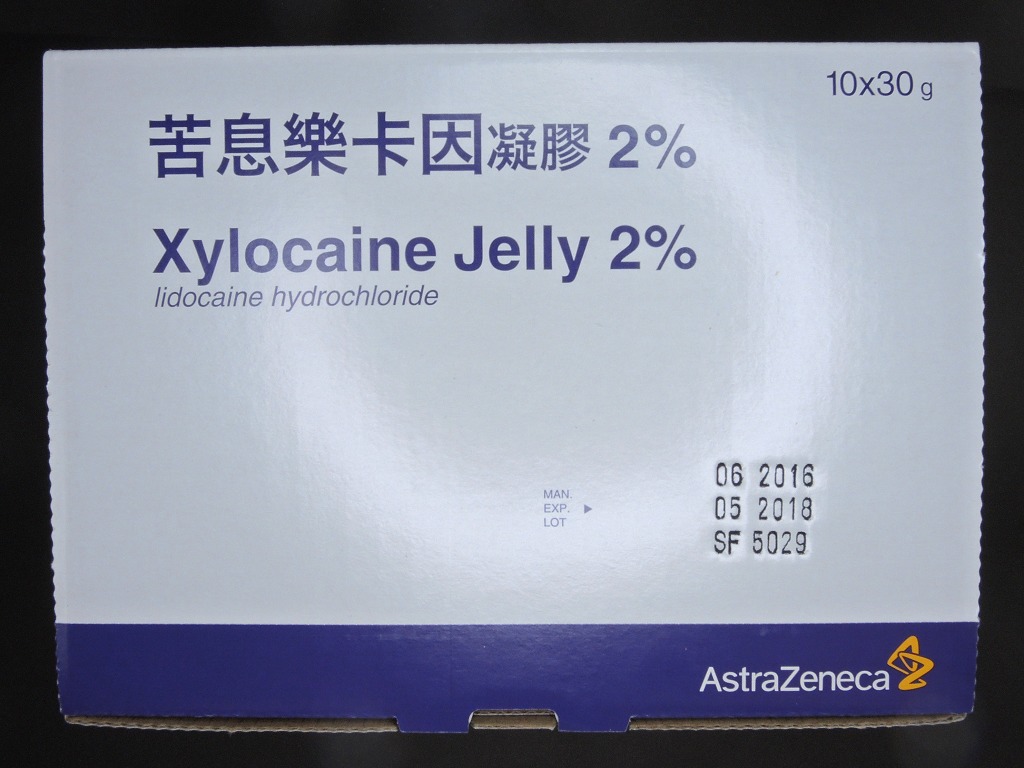 10x30 g
苦息樂卡因凝膠 2%
Xylocaine Jelly 2%
lidocaine hydrochloride
MAN. 06 2016
EXP. ▶ 05 2018
LOT SF 5029
AstraZeneca